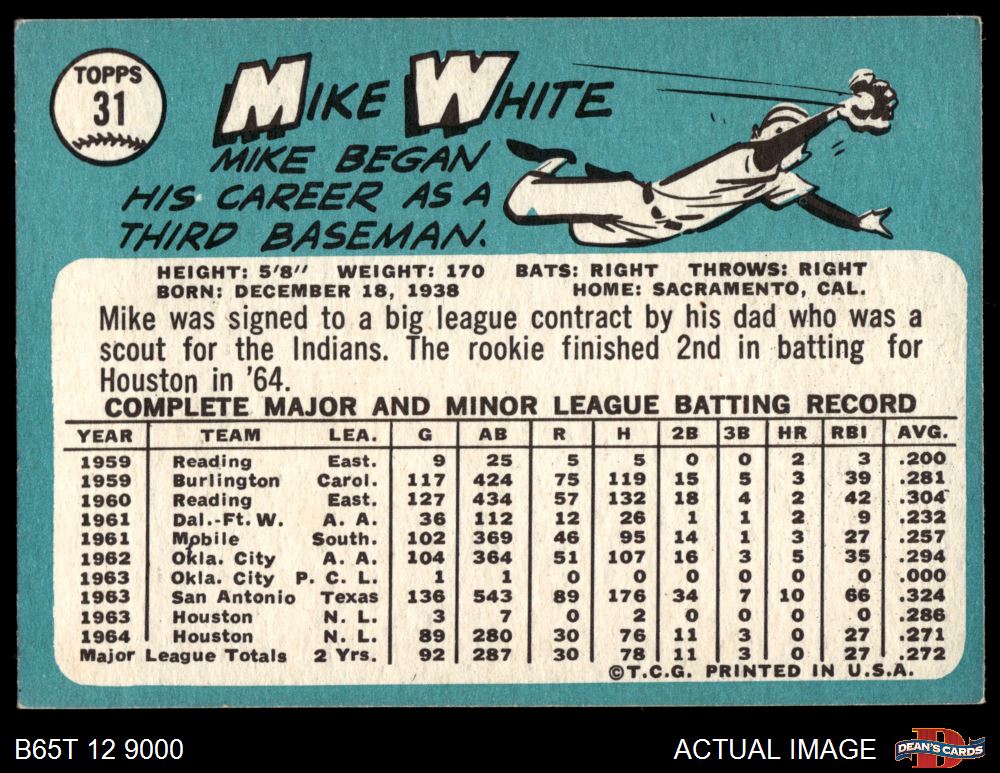 TOPPS
31
MIKE WHITE
MIKE BEGAN
HIS CAREER AS A
THIRD BASEMAN.
HEIGHT: 5'8" WEIGHT: 170 BATS: RIGHT THROWS: RIGHT
BORN: DECEMBER 18, 1938 HOME: SACRAMENTO, CAL.
Mike was signed to a big league contract by his dad who was a
scout for the Indians. The rookie finished 2nd in batting for
Houston in '64.
COMPLETE MAJOR AND MINOR LEAGUE BATTING RECORD
YEAR TEAM LEA. G AB R H 2B 3B HR RBI AVG.
1959 Reading East. 9 25 5 5 0 0 2 3 .200
1959 Burlington Carol. 117 424 75 119 15 5 3 39 .281
1960 Reading East. 127 434 57 132 18 4 2 42 .304
1961 Dal.-Ft. W. A. A. 36 112 12 26 1 1 2 9 .232
1961 Mobile South. 102 369 46 95 14 1 3 27 .257
1962 Okla. City A. A. 104 364 51 107 16 3 5 35 .294
1963 Okla. City P. C. L. 1 1 0 0 0 0 0 0 .000
1963 San Antonio Texas 136 543 89 176 34 7 10 66 .324
1963 Houston N. L. 3 7 0 2 0 0 0 0 .286
1964 Houston N. L. 89 280 30 76 11 3 0 27 .271
Major League Totals 2 Yrs. 92 287 30 78 11 3 0 27 .272
©T.C.G. PRINTED IN U.S.A.
B65T 12 9000 ACTUAL IMAGE
D
DEAN'S CARDS